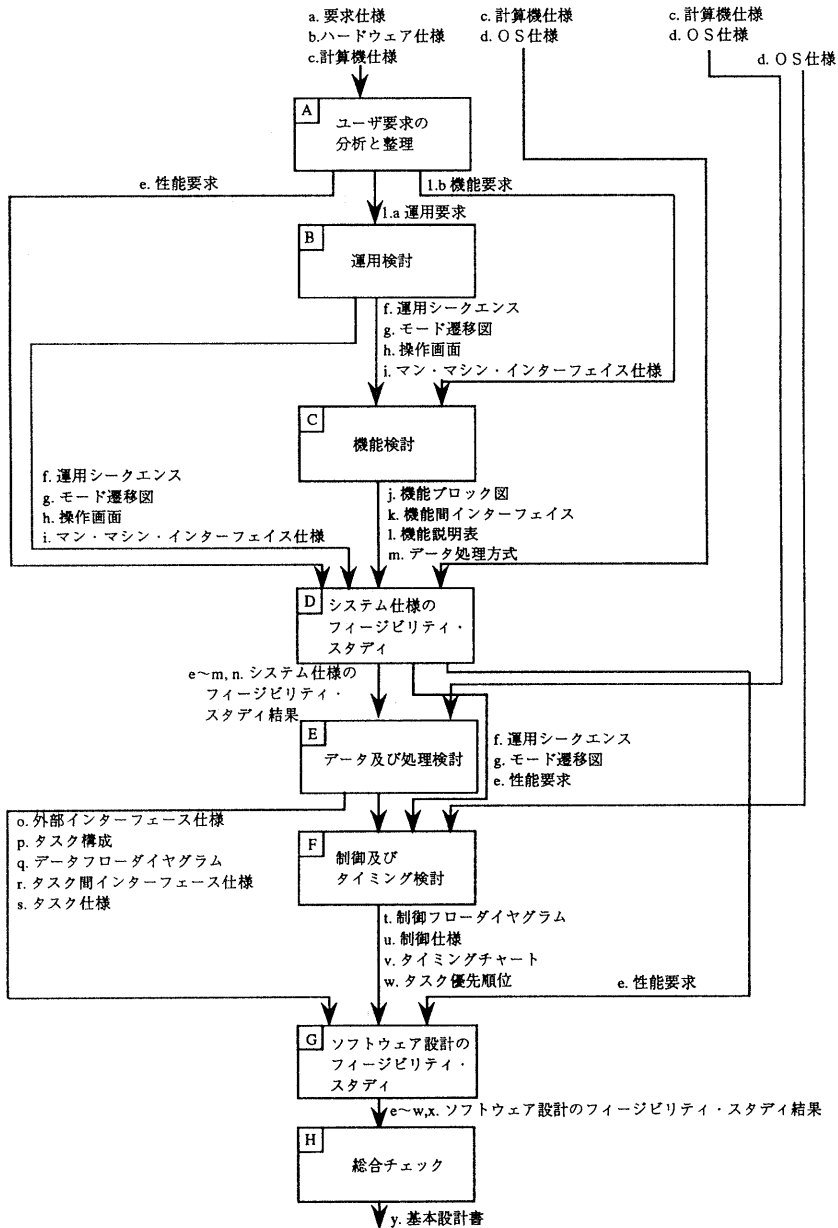 a. 要求仕様
b.ハードウェア仕様
c.計算機仕様
c. 計算機仕様
d. ＯＳ仕様
c. 計算機仕様
d. ＯＳ仕様
d. ＯＳ仕様
A
ユーザ要求の
分析と整理
e. 性能要求
1.b 機能要求
1.a 運用要求
B
運用検討
f. 運用シークエンス
g. モード遷移図
h. 操作画面
i. マン・マシン・インターフェイス仕様
C
機能検討
f. 運用シークエンス
g. モード遷移図
h. 操作画面
i. マン・マシン・インターフェイス仕様
j. 機能ブロック図
k. 機能間インターフェイス
l. 機能説明表
m. データ処理方式
D
システム仕様の
フィージビリティ・
スタディ
e～m, n. システム仕様の
フィージビリティ・
スタディ結果
E
データ及び処理検討
f. 運用シークエンス
g. モード遷移図
e. 性能要求
o. 外部インターフェース仕様
p. タスク構成
q. データフローダイヤグラム
r. タスク間インターフェース仕様
s. タスク仕様
F
制御及び
タイミング検討
t. 制御フローダイヤグラム
u. 制御仕様
v. タイミングチャート
w. タスク優先順位
e. 性能要求
G
ソフトウェア設計の
フィージビリティ・
スタディ
e～w,x. ソフトウェア設計のフィージビリティ・スタディ結果
H
総合チェック
y. 基本設計書